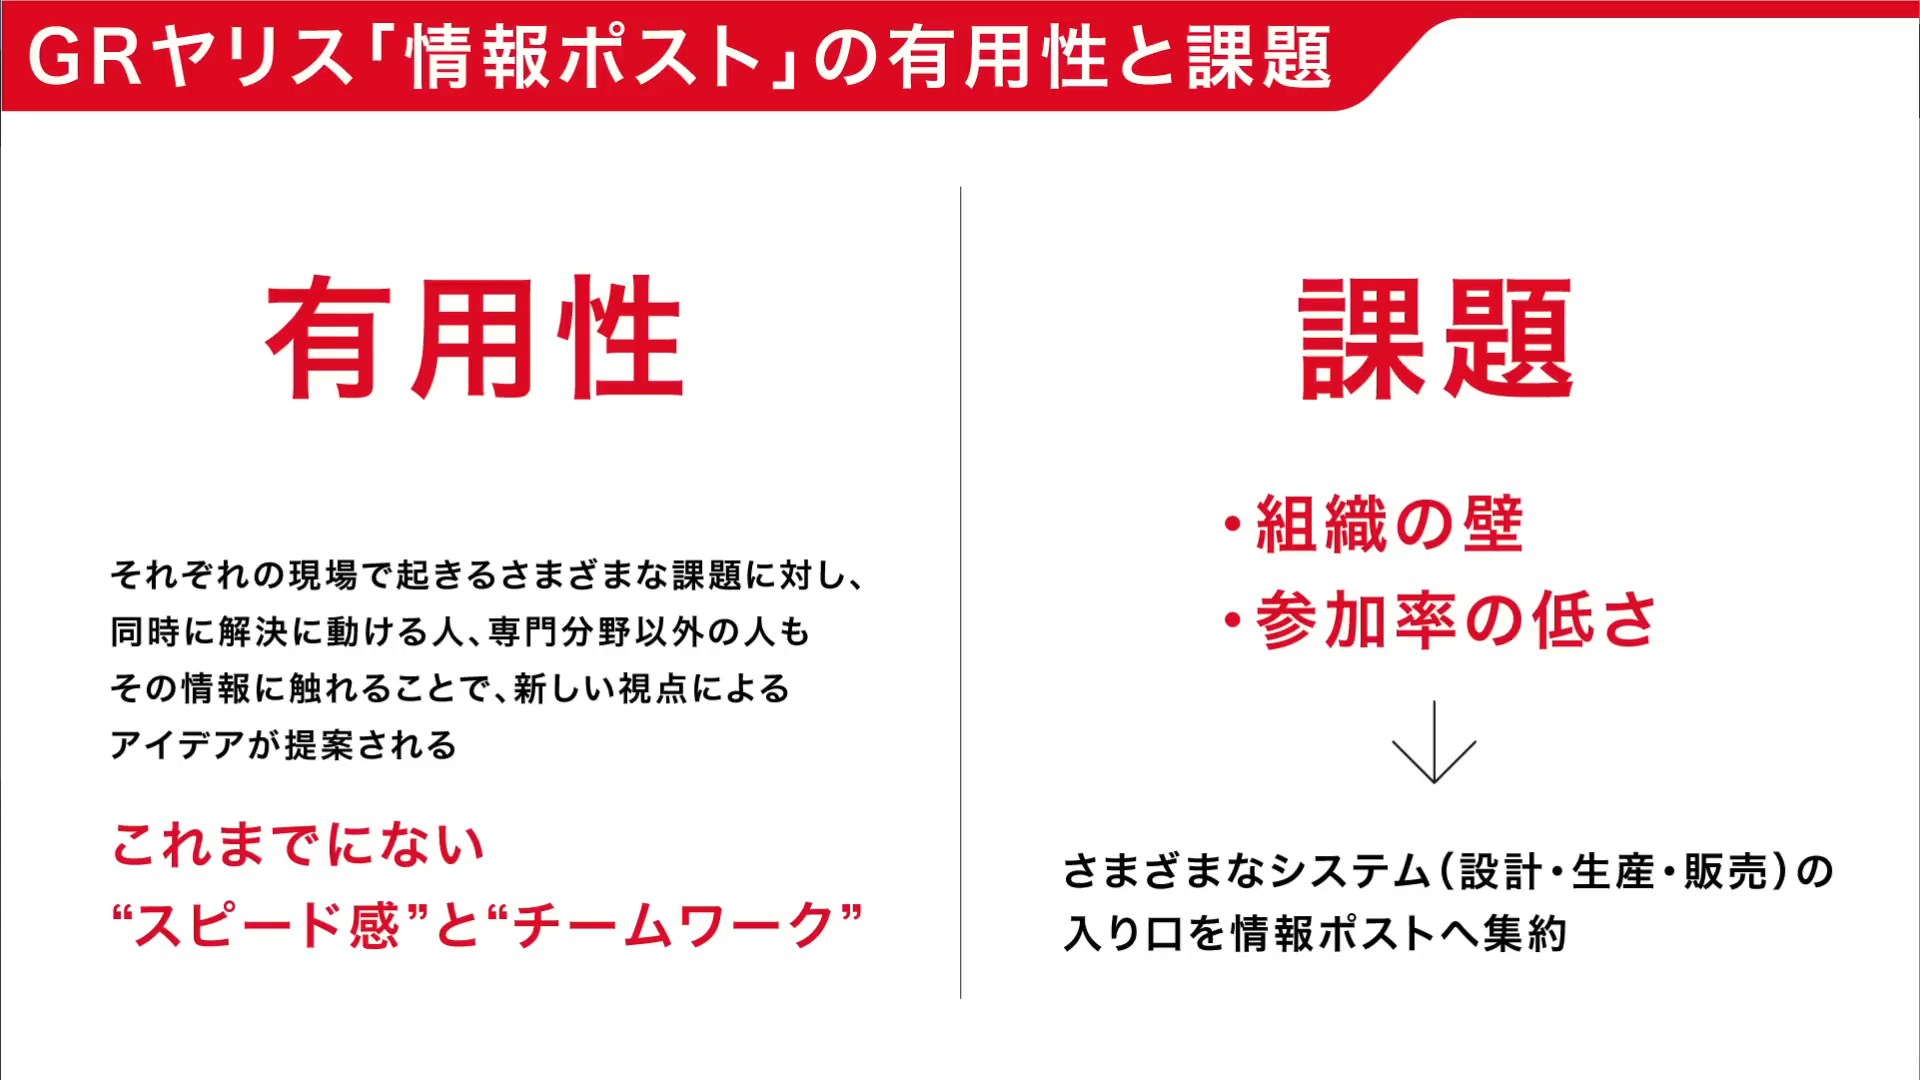 GRヤリス「情報ポスト」の有用性と課題
有用性
それぞれの現場で起きるさまざまな課題に対し、
同時に解決に動ける人、専門分野以外の人も
その情報に触れることで、新しい視点による
アイデアが提案される
これまでにない
“スピード感”と“チームワーク”
課題
・組織の壁
・参加率の低さ
さまざまなシステム（設計・生産・販売）の
入り口を情報ポストへ集約